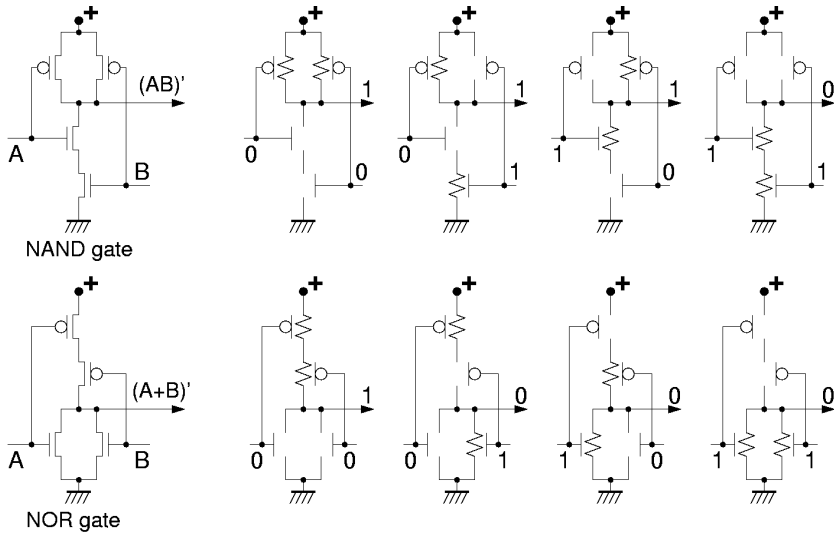 + + + + +
(AB)' 1 1 1 0
A B 0 0 0 1 1 0 1 1
NAND gate
+ + + + +
(A+B)' 1 0 0 0
A B 0 0 0 1 1 0 1 1
NOR gate